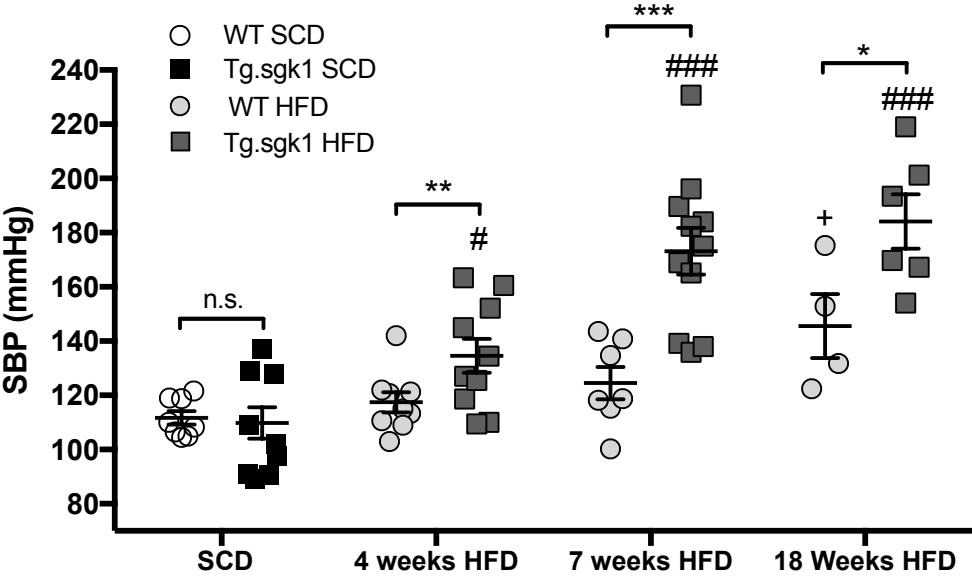 WT SCD
Tg.sgk1 SCD
WT HFD
Tg.sgk1 HFD
SBP (mmHg)
240
220
200
180
160
140
120
100
80
n.s.
**
#
***
###
*
###
+
SCD
4 weeks HFD
7 weeks HFD
18 Weeks HFD